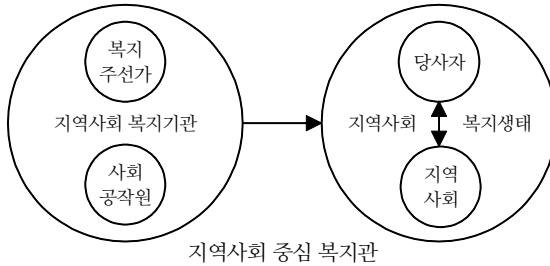 복지
주선가
지역사회 복지기관
사회
공작원
당사자
지역사회 복지생태
지역
사회
지역사회 중심 복지관